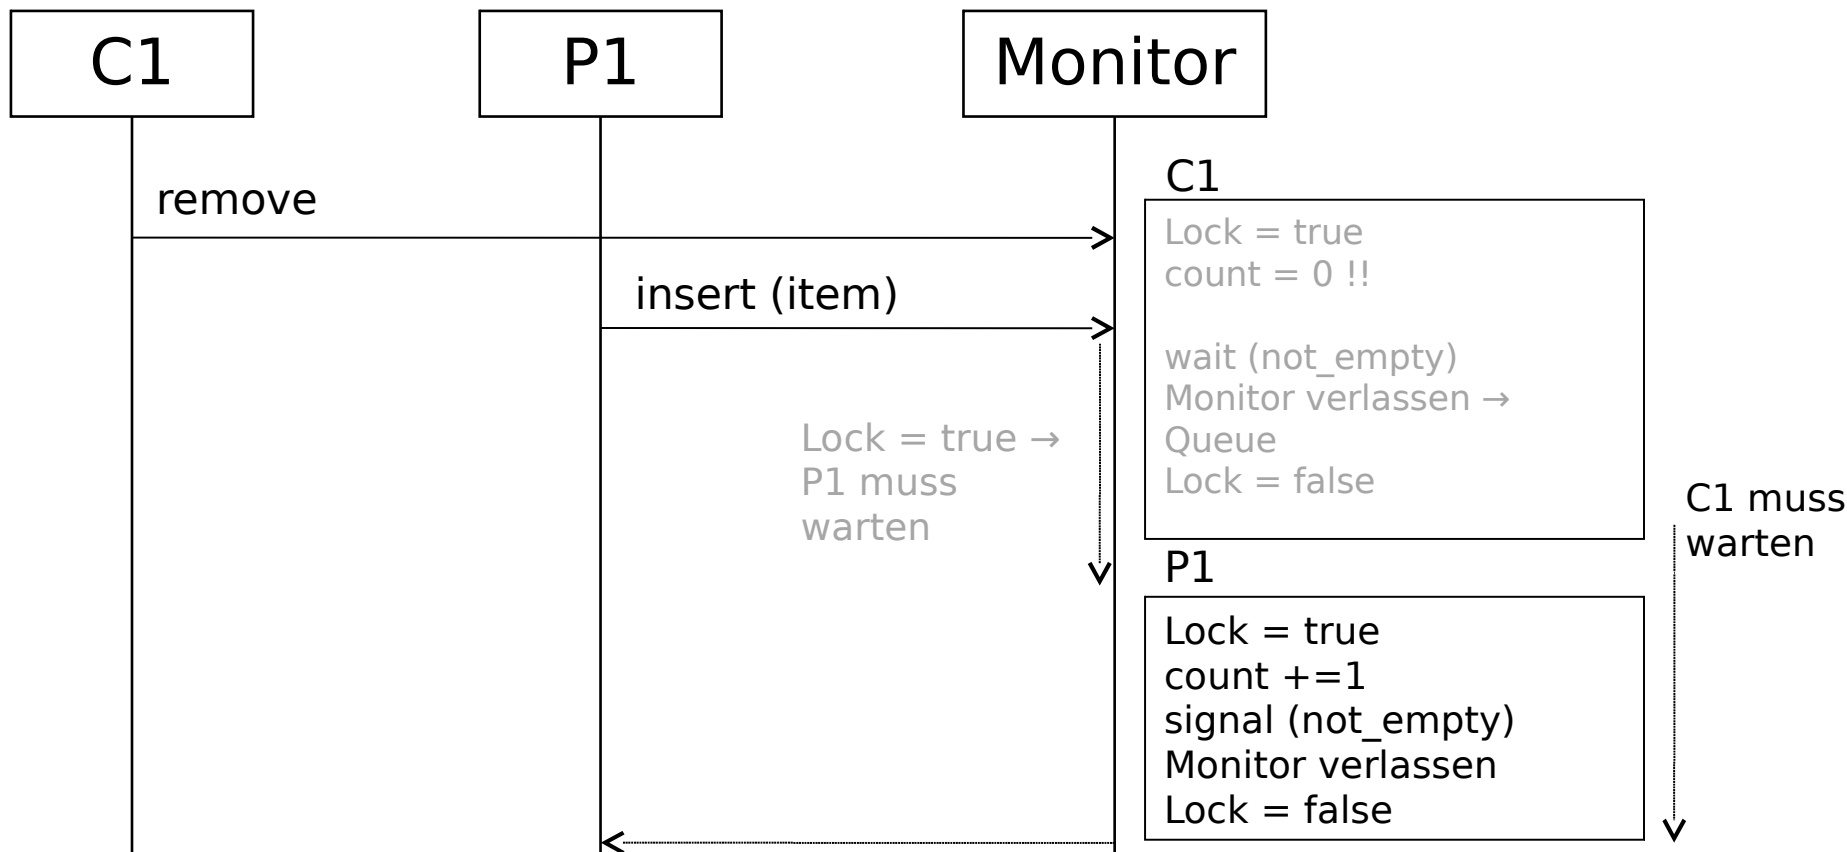 C1
P1
Monitor
C1
remove
Lock = true
count = 0 !!
insert (item)
wait (not_empty)
Monitor verlassen →
Queue
Lock = false
Lock = true →
P1 muss
warten
C1 muss
warten
P1
Lock = true
count +=1
signal (not_empty)
Monitor verlassen
Lock = false